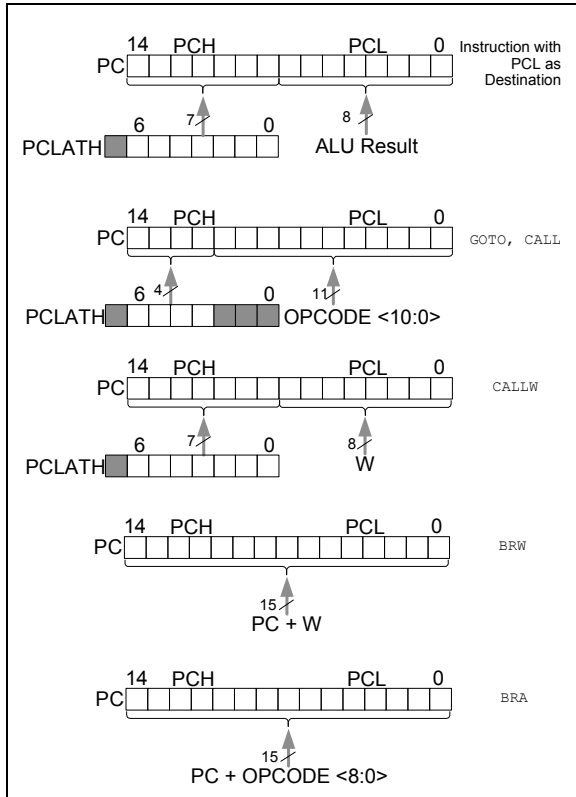 14 PCH PCL 0
Instruction with
PCL as
Destination
PC
7 8
6 0
PCLATH ALU Result
14 PCH PCL 0
PC GOTO, CALL
4 11
6 0
PCLATH OPCODE <10:0>
14 PCH PCL 0
PC CALLW
7 8
6 0
PCLATH W
14 PCH PCL 0
PC BRW
15
PC + W
14 PCH PCL 0
PC BRA
15
PC + OPCODE <8:0>